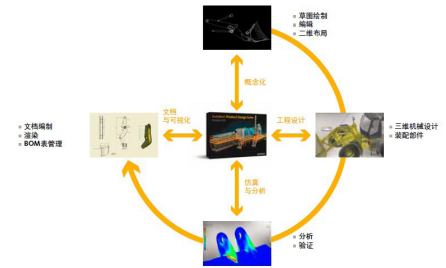 ▪ 草图绘制
▪ 编辑
▪ 二维布局
概念化
文档
与可视化
工程设计
▪ 文档编制
▪ 渲染
▪ BOM表管理
▪ 三维机械设计
▪ 装配部件
仿真
与分析
▪ 分析
▪ 验证